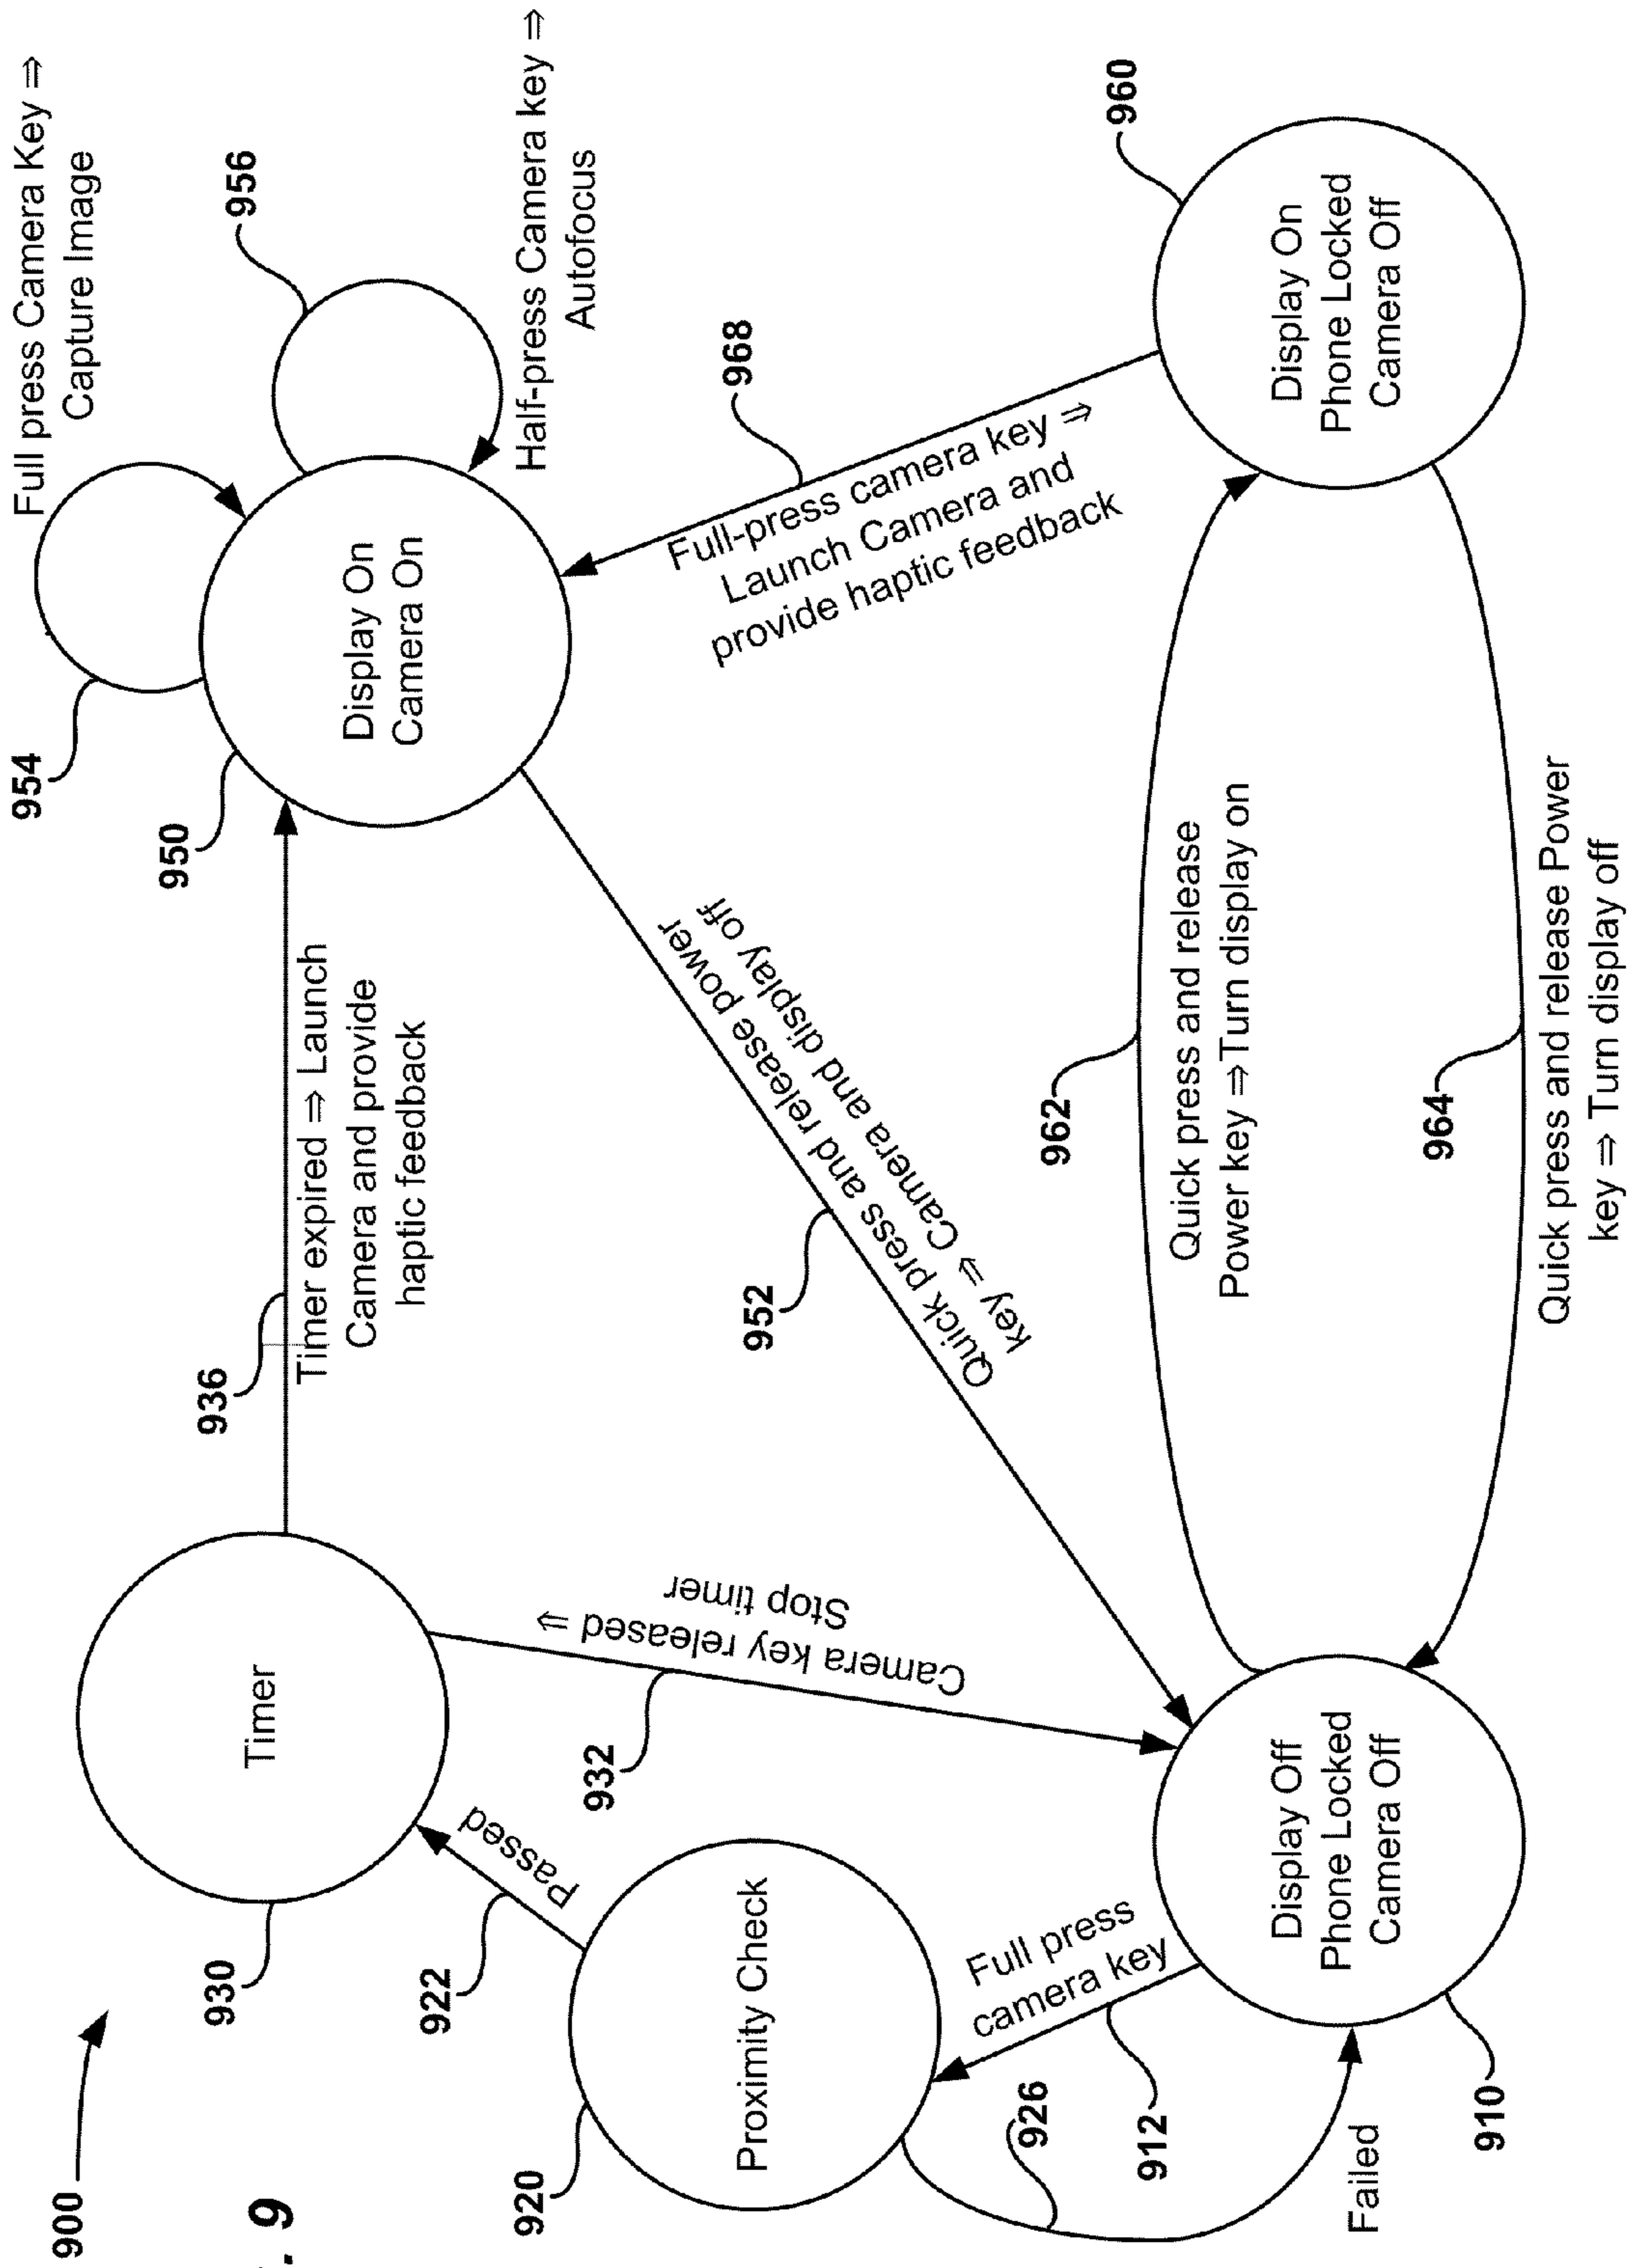 900
930
Timer
936
Timer expired ⇒ Launch
Camera and provide
haptic feedback
950
954
Full press Camera Key ⇒
Capture Image
956
Display On
Camera On
Half-press Camera key ⇒
Autofocus
922
Passed
932
Camera key released ⇒
Stop timer
952
Quick press and release power
key ⇒ Camera and display off
968
Full-press camera key ⇒
Launch Camera and
provide haptic feedback
920
Proximity Check
926
912
Full press
camera key
Failed
910
Display Off
Phone Locked
Camera Off
962
Quick press and release
Power key ⇒ Turn display on
964
Quick press and release Power
key ⇒ Turn display off
960
Display On
Phone Locked
Camera Off
. 9